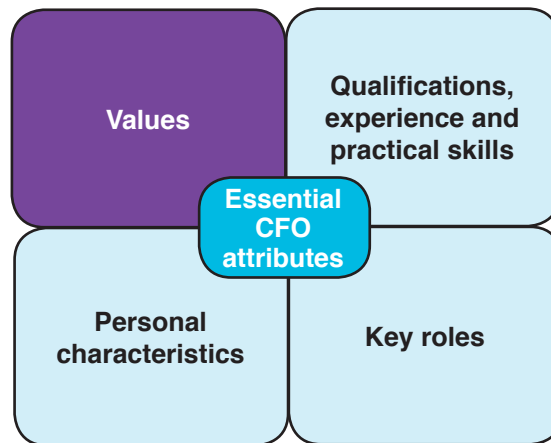 Values
Qualifications,
experience and
practical skills
Essential
CFO
attributes
Personal
characteristics
Key roles